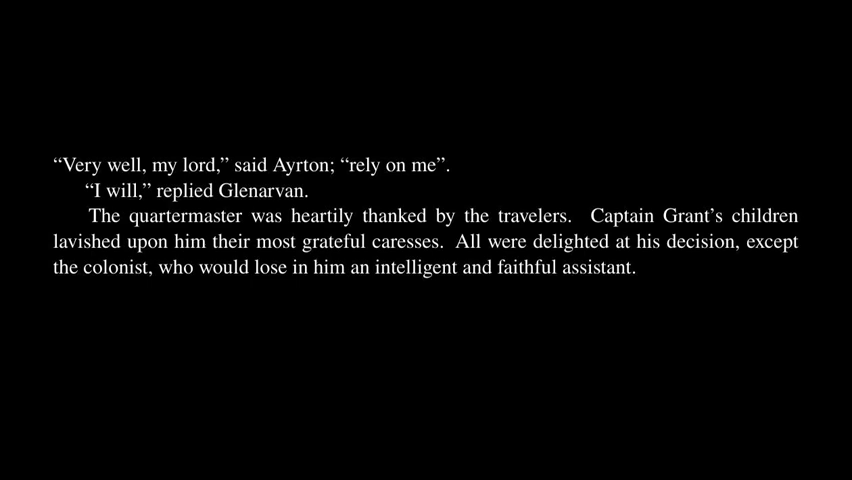 “Very well, my lord,” said Ayrton; “rely on me”.
“I will,” replied Glenarvan.
The quartermaster was heartily thanked by the travelers. Captain Grant’s children
lavished upon him their most grateful caresses. All were delighted at his decision, except
the colonist, who would lose in him an intelligent and faithful assistant.